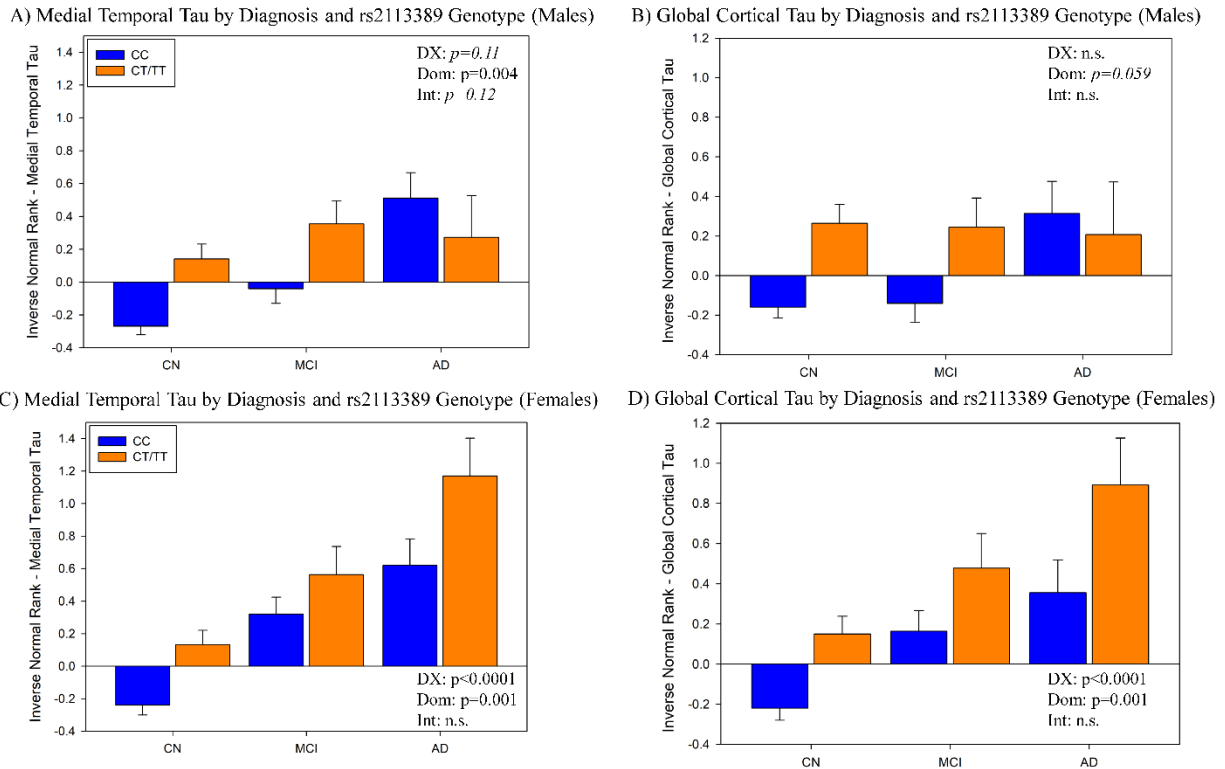 A) Medial Temporal Tau by Diagnosis and rs2113389 Genotype (Males)
Inverse Normal Rank - Medial Temporal Tau
1.4
1.2
1.0
0.8
0.6
0.4
0.2
0.0
-0.2
-0.4
CC
CT/TT
DX: p=0.11
Dom: p=0.004
Int: p 0.12
CN MCI AD
B) Global Cortical Tau by Diagnosis and rs2113389 Genotype (Males)
Inverse Normal Rank - Global Cortical Tau
1.2
1.0
0.8
0.6
0.4
0.2
0.0
-0.2
-0.4
DX: n.s.
Dom: p=0.059
Int: n.s.
CN MCI AD
C) Medial Temporal Tau by Diagnosis and rs2113389 Genotype (Females)
Inverse Normal Rank - Medial Temporal Tau
1.4
1.2
1.0
0.8
0.6
0.4
0.2
0.0
-0.2
-0.4
CC
CT/TT
DX: p<0.0001
Dom: p=0.001
Int: n.s.
CN MCI AD
D) Global Cortical Tau by Diagnosis and rs2113389 Genotype (Females)
Inverse Normal Rank - Global Cortical Tau
1.2
1.0
0.8
0.6
0.4
0.2
0.0
-0.2
-0.4
DX: p<0.0001
Dom: p=0.001
Int: n.s.
CN MCI AD